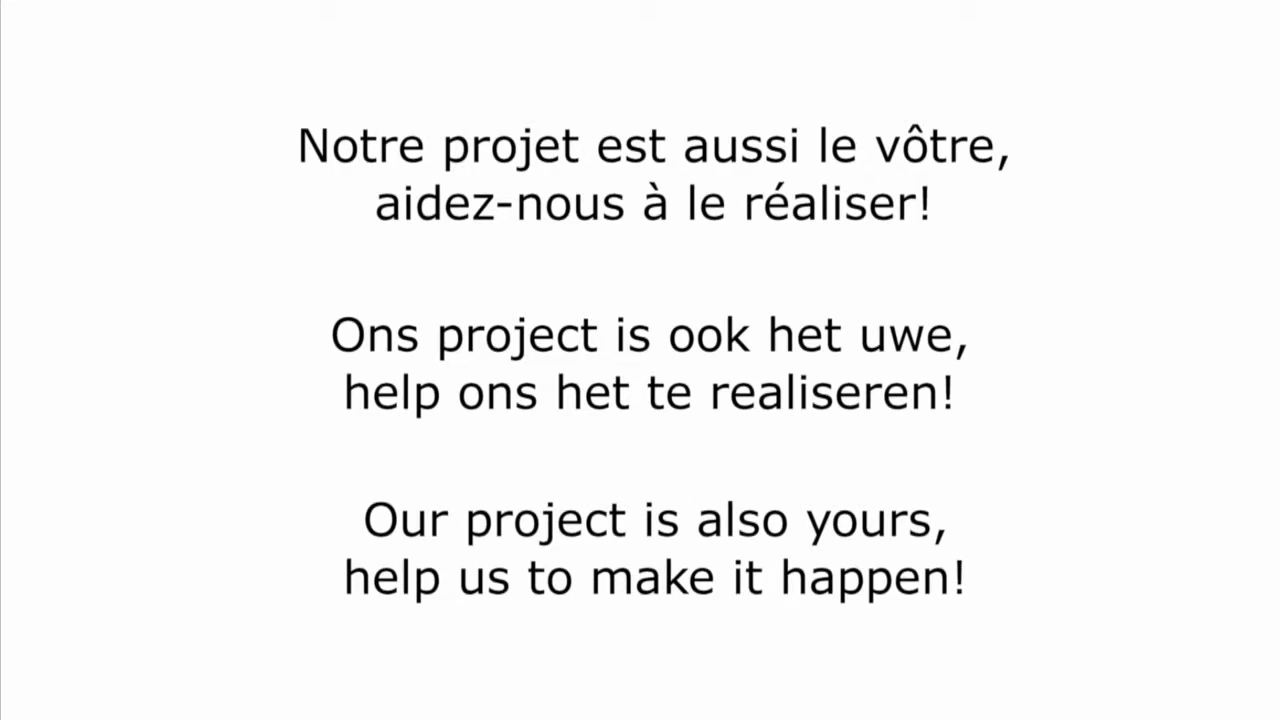 Notre projet est aussi le vôtre,
aidez-nous à le réaliser!
Ons project is ook het uwe,
help ons het te realiseren!
Our project is also yours,
help us to make it happen!